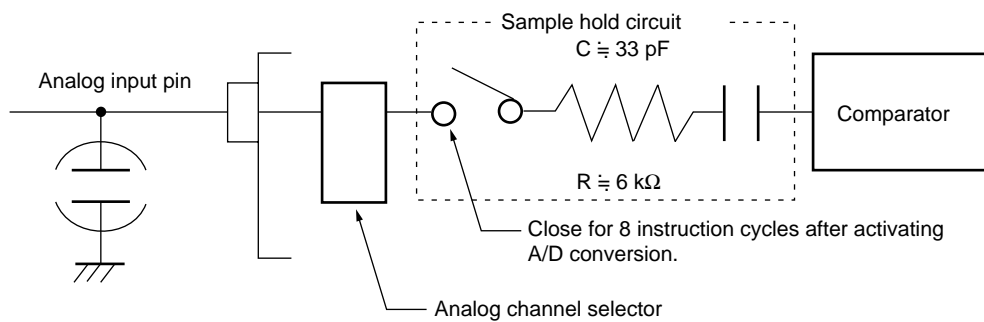 Sample hold circuit
C ≒ 33 pF
Analog input pin
Comparator
R ≒ 6 kΩ
Close for 8 instruction cycles after activating
A/D conversion.
Analog channel selector